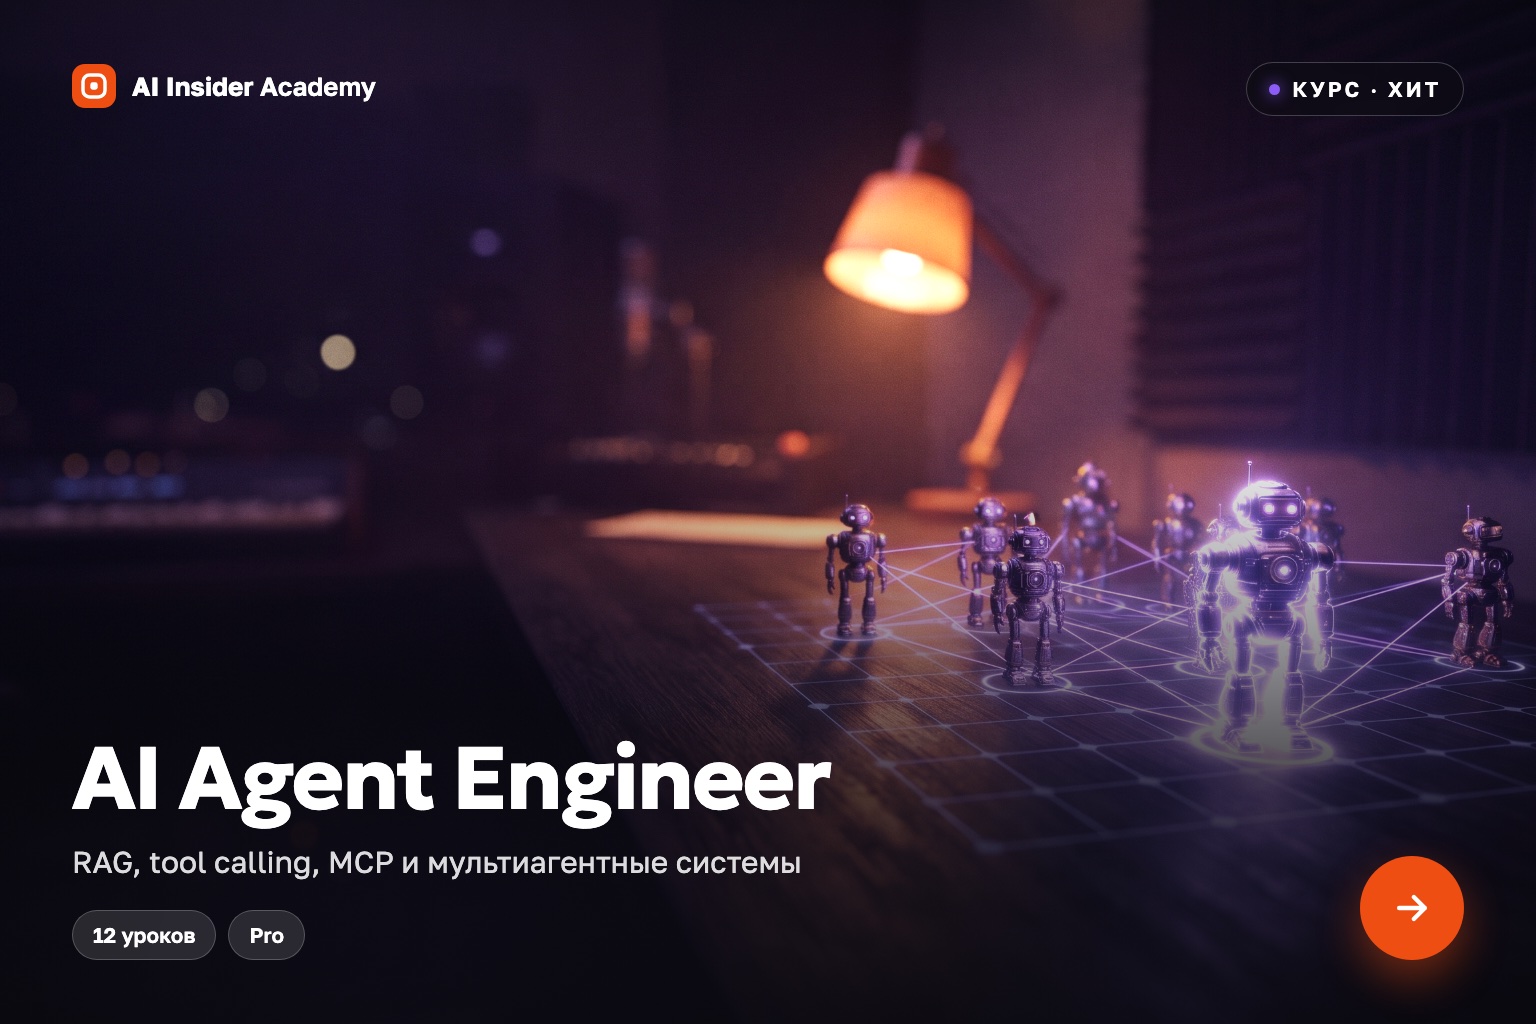 AI Insider Academy
КУРС · ХИТ
AI Agent Engineer
RAG, tool calling, MCP и мультиагентные системы
12 уроков
Pro